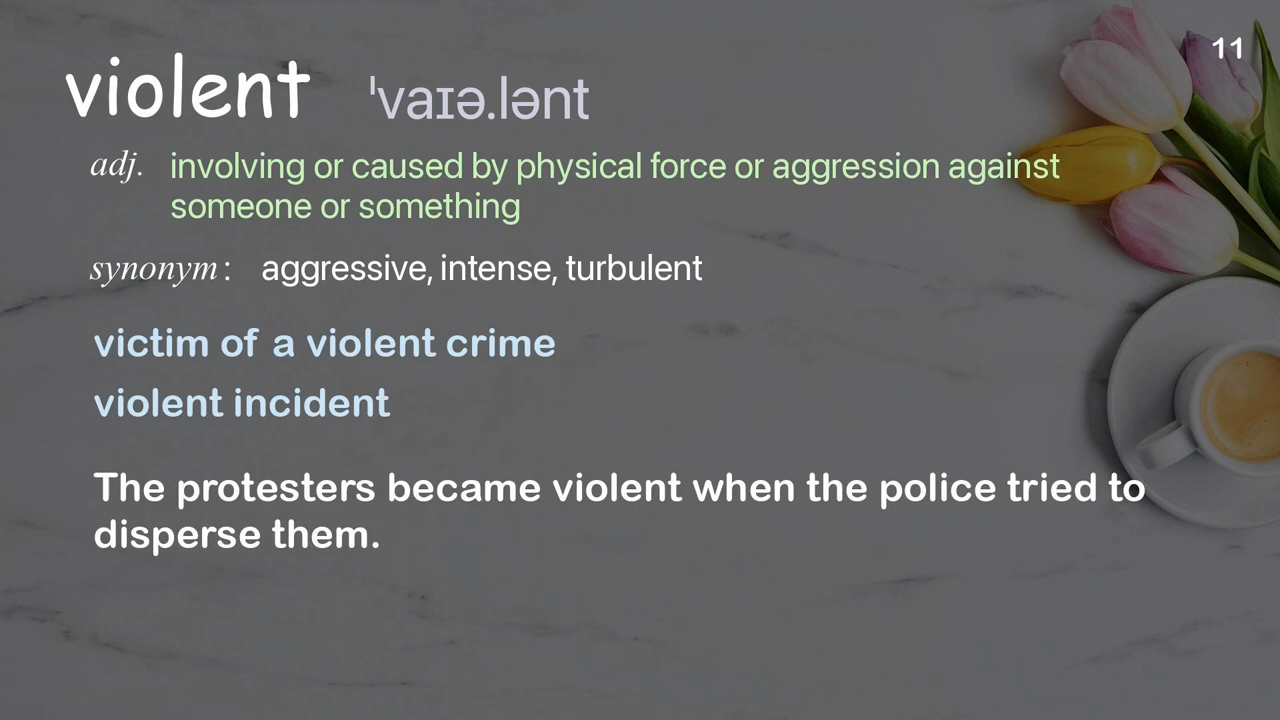 11
violent ˈvaɪə.lənt
adj. involving or caused by physical force or aggression against
someone or something
synonym: aggressive, intense, turbulent
victim of a violent crime
violent incident
The protesters became violent when the police tried to
disperse them.